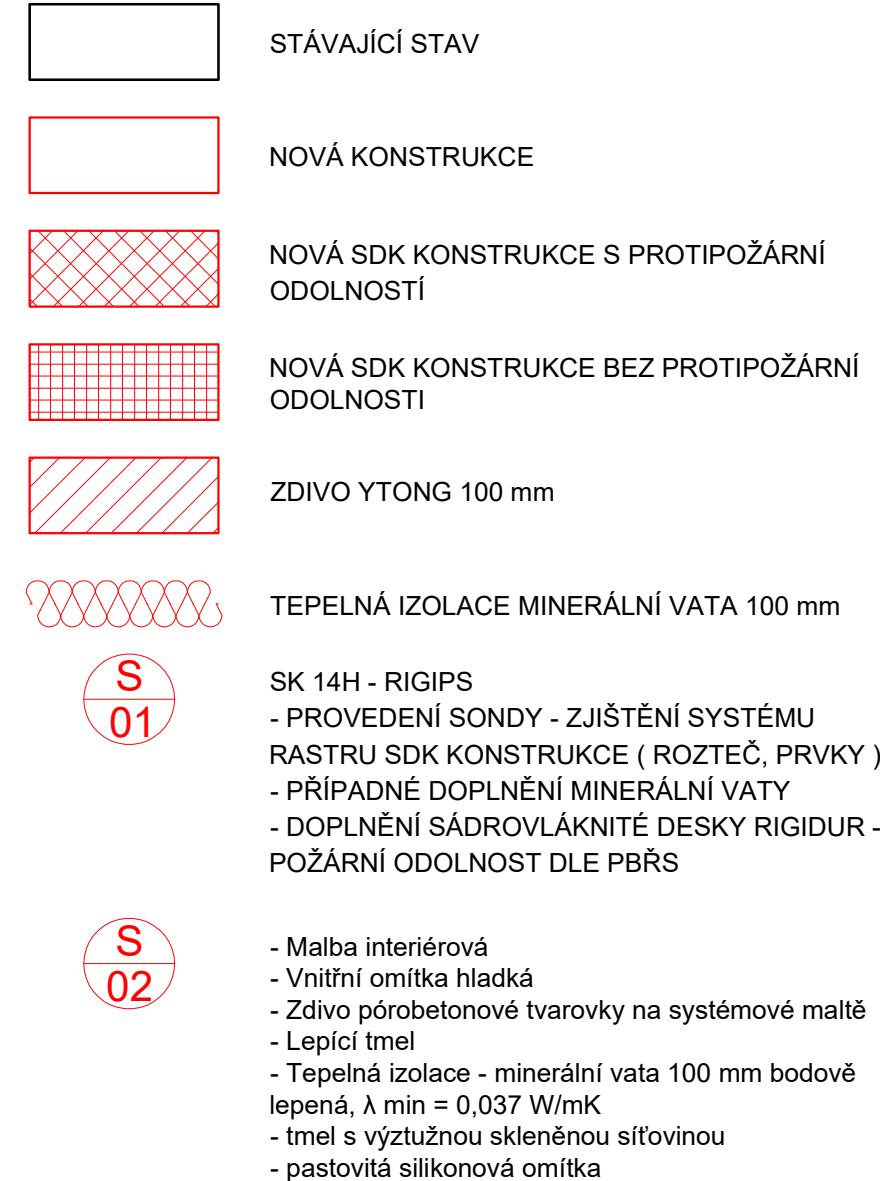 STÁVAJÍCÍ STAV
NOVÁ KONSTRUKCE
NOVÁ SDK KONSTRUKCE S PROTIPOŽÁRNÍ
ODOLNOSTÍ
NOVÁ SDK KONSTRUKCE BEZ PROTIPOŽÁRNÍ
ODOLNOSTI
ZDIVO YTONG 100 mm
TEPELNÁ IZOLACE MINERÁLNÍ VATA 100 mm
S
01
SK 14H - RIGIPS
- PROVEDENÍ SONDY - ZJIŠTĚNÍ SYSTÉMU
RASTRU SDK KONSTRUKCE ( ROZTEČ, PRVKY )
- PŘÍPADNÉ DOPLNĚNÍ MINERÁLNÍ VATY
- DOPLNĚNÍ SÁDROVLÁKNITÉ DESKY RIGIDUR -
POŽÁRNÍ ODOLNOST DLE PBŘS
S
02
- Malba interiérová
- Vnitřní omítka hladká
- Zdivo pórobetonové tvarovky na systémové maltě
- Lepící tmel
- Tepelná izolace - minerální vata 100 mm bodově
lepená, λ min = 0,037 W/mK
- tmel s výztužnou skleněnou síťovinou
- pastovitá silikonová omítka